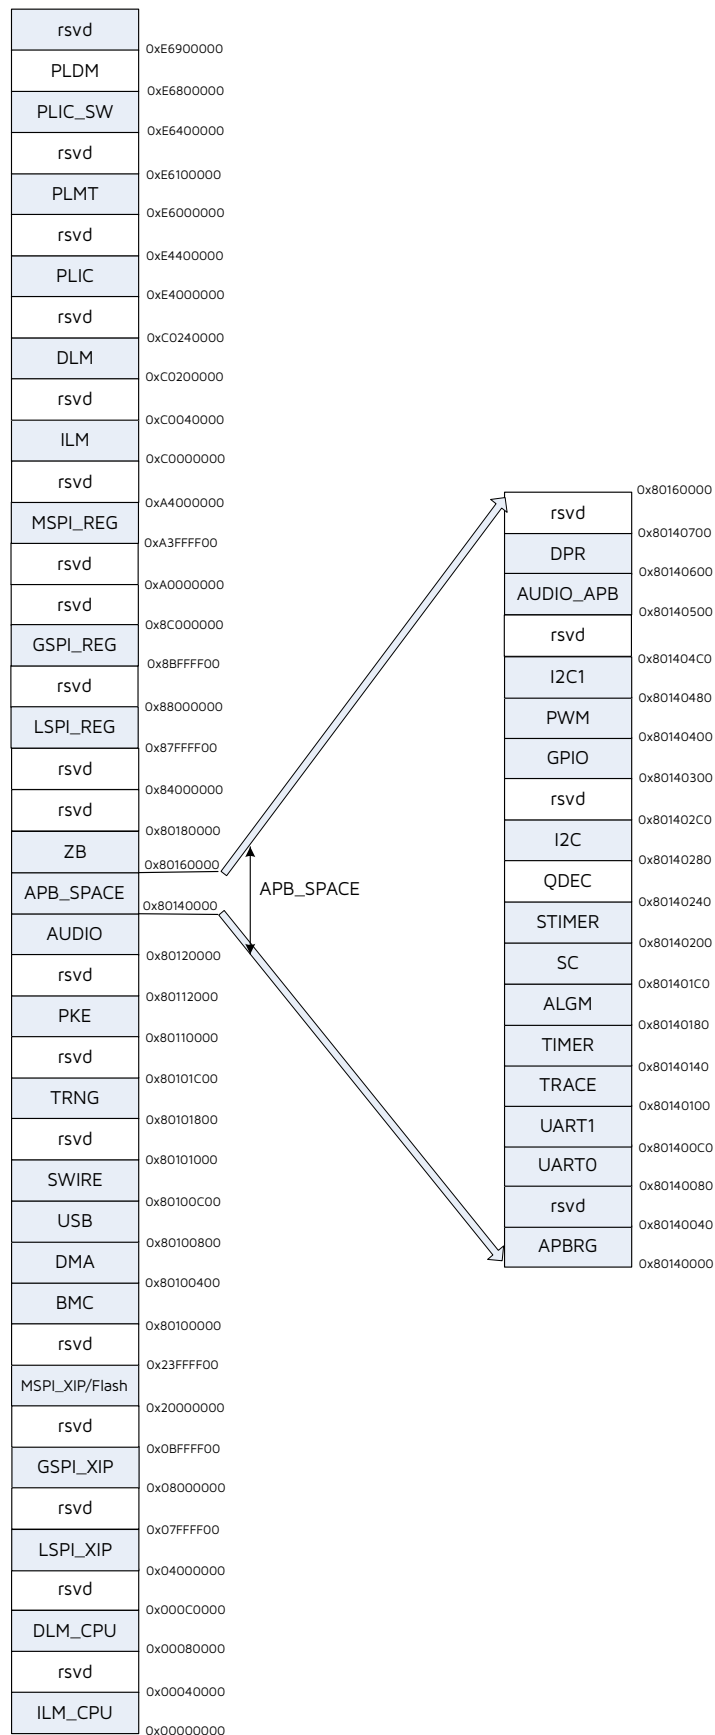 rsvd
0xE6900000
PLDM
0xE6800000
PLIC_SW
0xE6400000
rsvd
0xE6100000
PLMT
0xE6000000
rsvd
0xE4400000
PLIC
0xE4000000
rsvd
0xC0240000
DLM
0xC0200000
rsvd
0xC0040000
ILM
0xC0000000
rsvd
0xA4000000
MSPI_REG
0xA3FFFF00
rsvd
0xA0000000
rsvd
0x8C000000
GSPI_REG
0x8BFFFF00
rsvd
0x88000000
LSPI_REG
0x87FFFF00
rsvd
0x84000000
rsvd
0x80180000
ZB
0x80160000
APB_SPACE
0x80140000
AUDIO
0x80120000
rsvd
0x80112000
PKE
0x80110000
rsvd
0x80101C00
TRNG
0x80101800
rsvd
0x80101000
SWIRE
0x80100C00
USB
0x80100800
DMA
0x80100400
BMC
0x80100000
rsvd
0x23FFFF00
MSPI_XIP/Flash
0x20000000
rsvd
0x0BFFFF00
GSPI_XIP
0x08000000
rsvd
0x07FFFF00
LSPI_XIP
0x04000000
rsvd
0x000C0000
DLM_CPU
0x00080000
rsvd
0x00040000
ILM_CPU
0x00000000
APB_SPACE
0x80160000
rsvd
0x80140700
DPR
0x80140600
AUDIO_APB
0x80140500
rsvd
0x801404C0
I2C1
0x80140480
PWM
0x80140400
GPIO
0x80140300
rsvd
0x801402C0
I2C
0x80140280
QDEC
0x80140240
STIMER
0x80140200
SC
0x801401C0
ALGM
0x80140180
TIMER
0x80140140
TRACE
0x80140100
UART1
0x801400C0
UART0
0x80140080
rsvd
0x80140040
APBRG
0x80140000